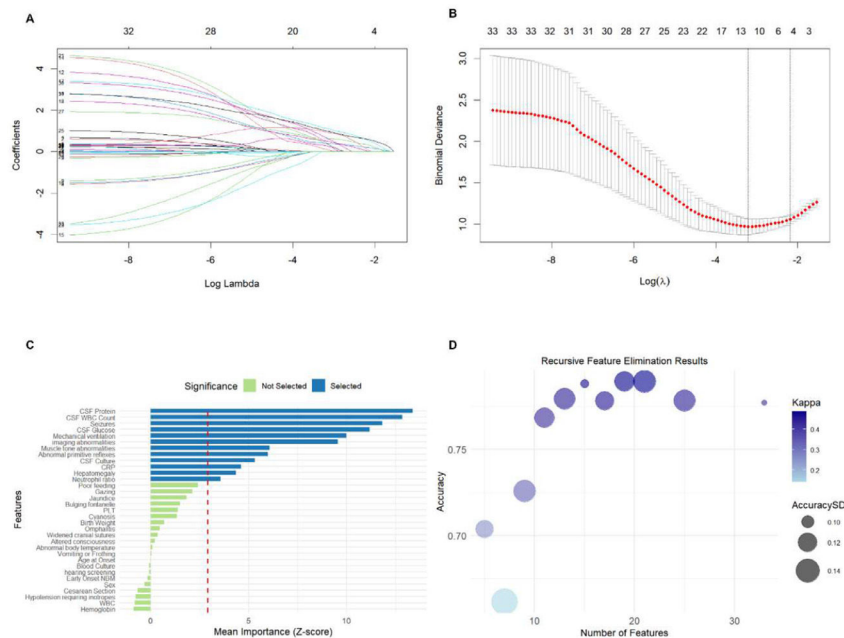 A
32 28 20 4
4
2
0
-2
-4
Coefficients
-8 -6 -4 -2
Log Lambda
B
33 33 33 32 31 31 30 28 27 25 23 22 17 13 10 6 4 3
3.0
2.5
2.0
1.5
1.0
Binomial Deviance
-8 -6 -4 -2
Log(λ)
C
Significance Not Selected Selected
CSF Protein
CSF WBC Count
Seizures
CSF Glucose
Mechanical ventilation
imaging abnormalities
Muscle tone abnormalities
Abnormal primitive reflexes
CSF Culture
CRP
Hepatomegaly
Neutrophil ratio
Poor feeding
Gazing
Jaundice
Bulging fontanelle
PLT
Cyanosis
Birth Weight
Omphalitis
Widened cranial sutures
Altered consciousness
Abnormal body temperature
Vomiting or Frothing
Age at Onset
Blood Culture
hearing screening
Early Onset NBM
Sex
Cesarean Section
Hypotension requiring inotropes
WBC
Hemoglobin
Features
0 5 10
Mean Importance (Z-score)
D
Recursive Feature Elimination Results
0.75
0.70
Accuracy
10 20 30
Number of Features
Kappa
0.4
0.3
0.2
AccuracySD
0.10
0.12
0.14